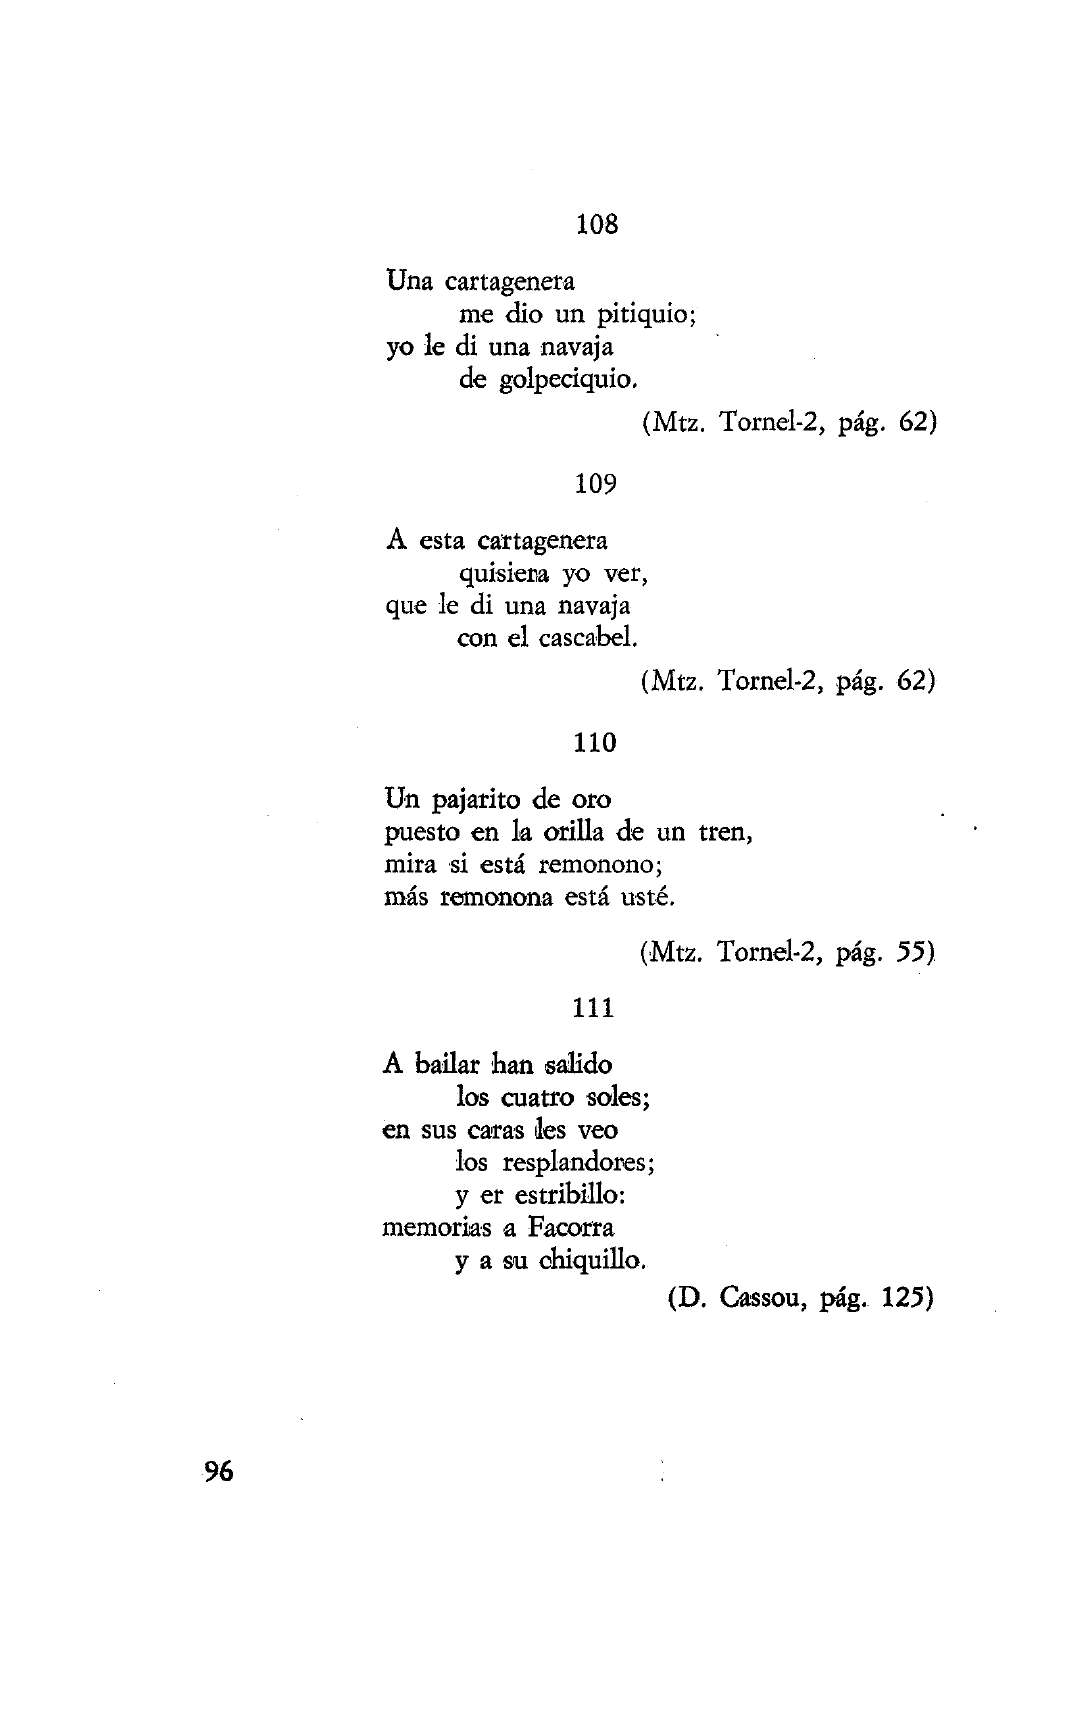 108
Una cartagenera
me dio un pitiquio;
yo le di una navaja
de golpeciquio.
(Mtz. Tornel-2, pág. 62)
109
A esta cartagenera
quisiera yo ver,
que le di una navaja
con el cascabel.
(Mtz. Tornel-2, pág. 62)
110
Un pajarito de oro
puesto en la orilla de un tren,
mira si está remonono;
más remonona está usté.
(Mtz. Tornel-2, pág. 55)
111
A bailar han salido
los cuatro soles;
en sus caras les veo
los resplandores;
y er estribillo:
memorias a Facorra
y a su chiquillo.
(D. Cassou, pág. 125)
96